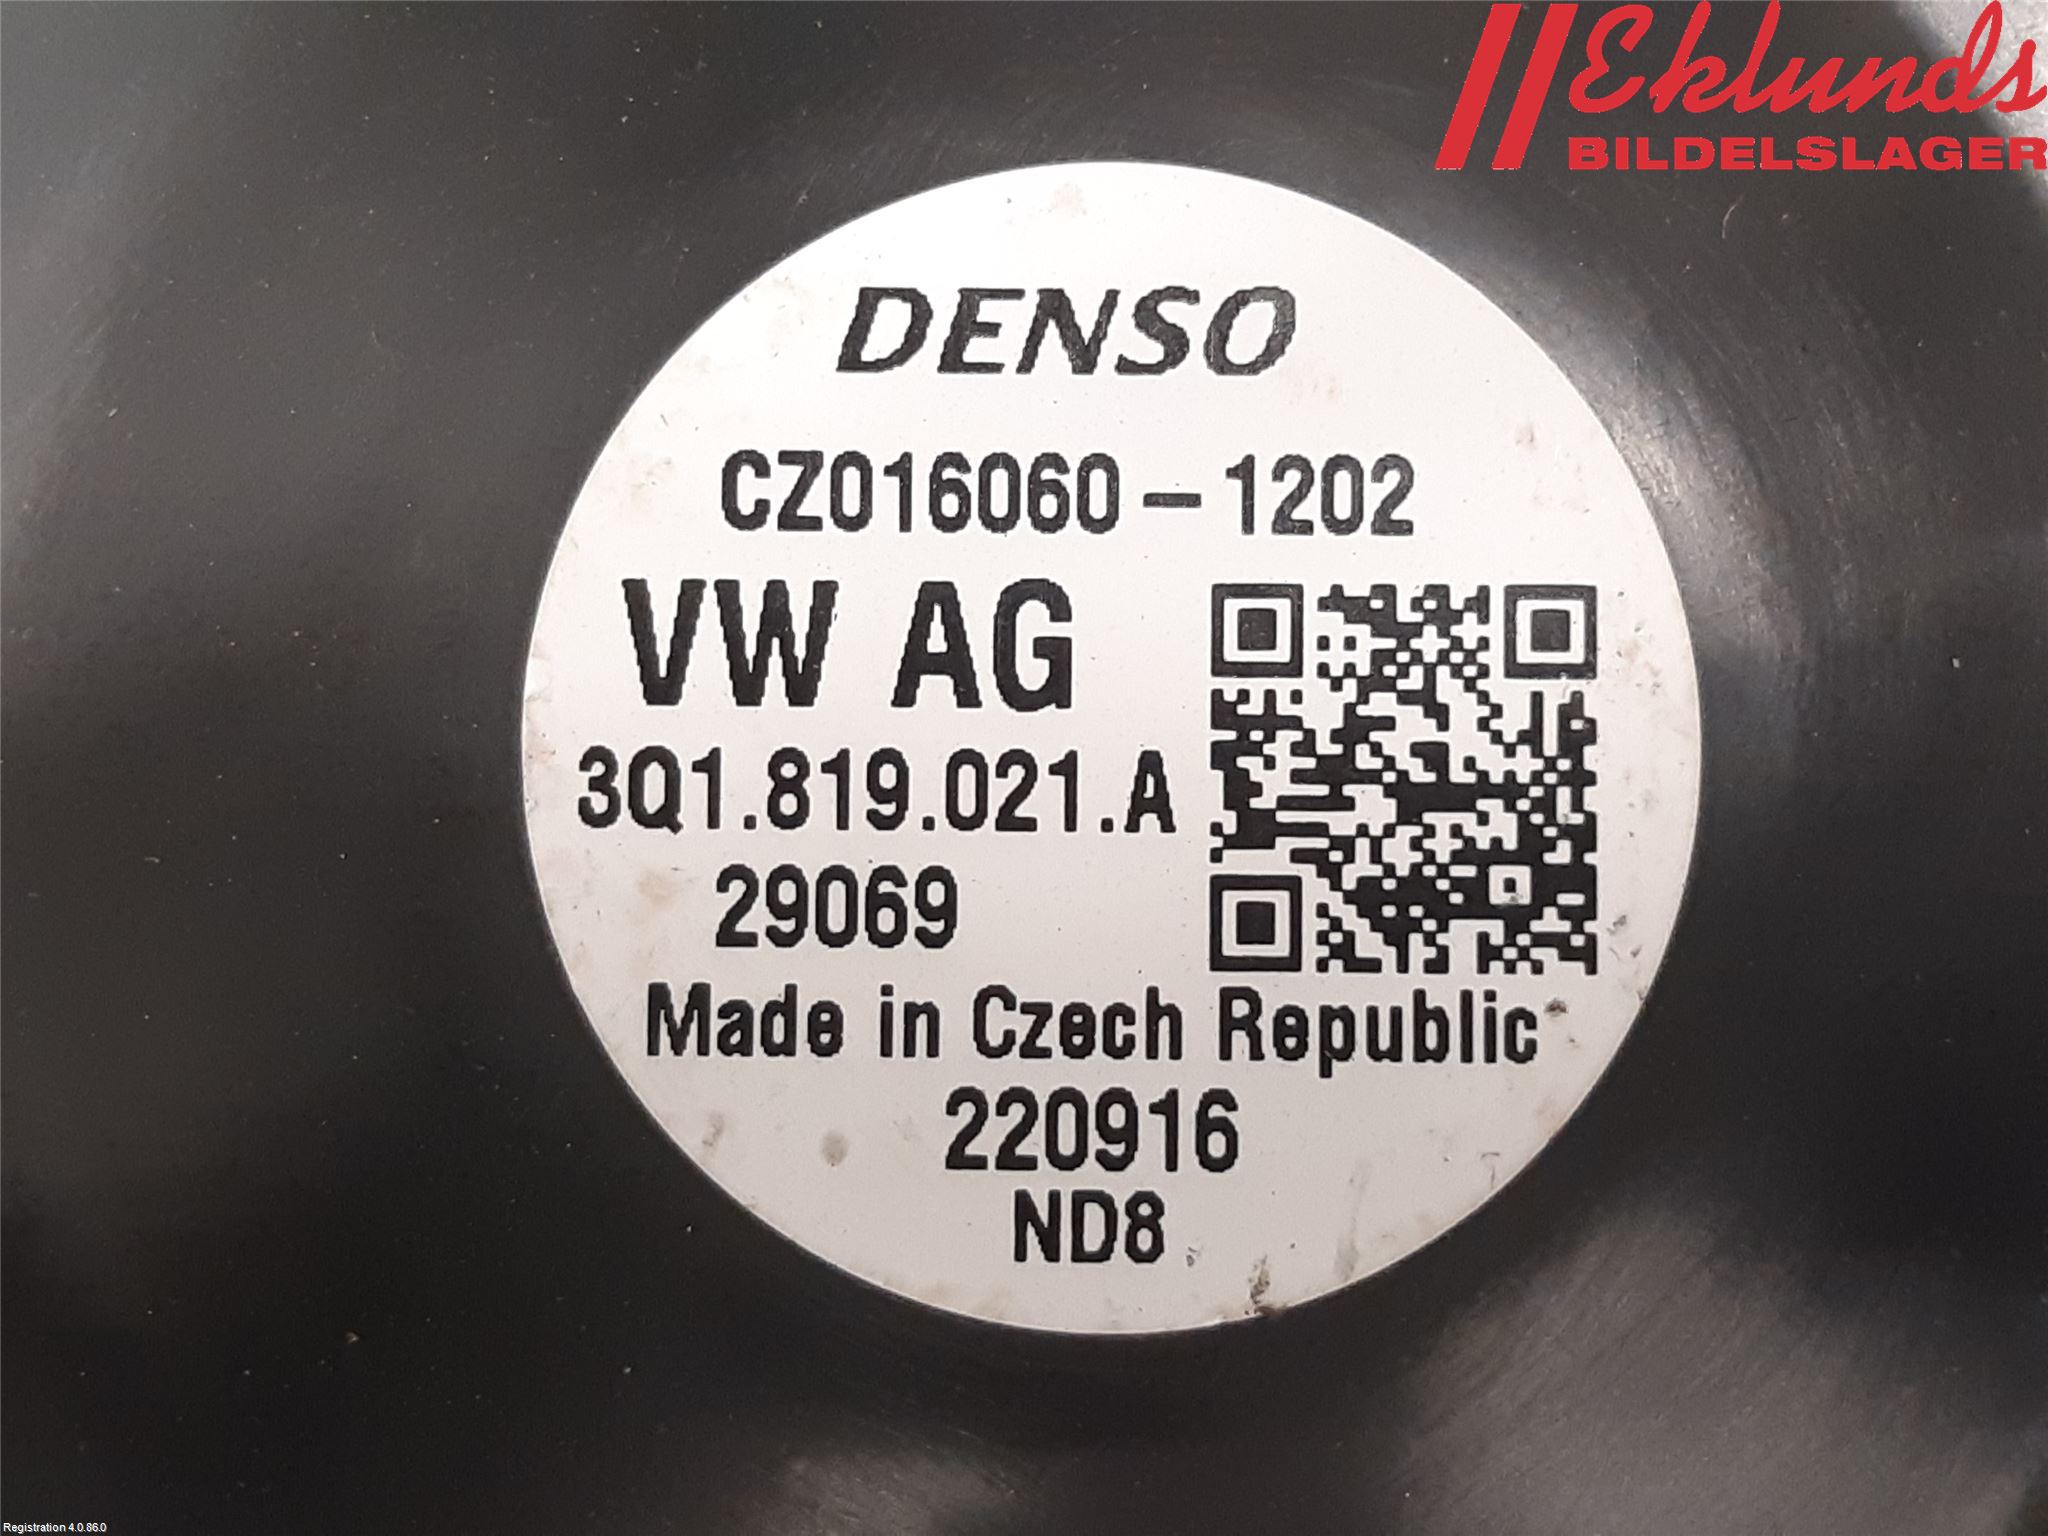 Eklunds
BILDELSLAGER
DENSO
CZ016060-1202
VW AG
3Q1.819.021.A
29069
Made in Czech Republic
220916
ND8
Registration 4.0.86.0